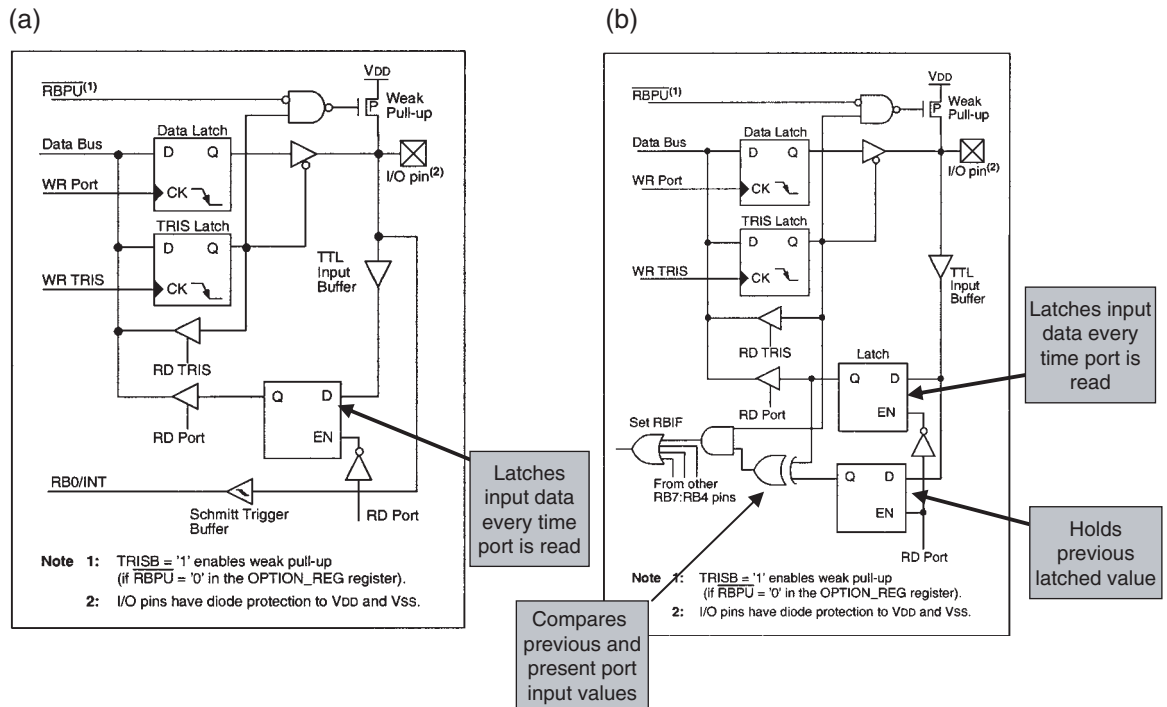 (a)
VDD
RBPU(1)
Weak
Pull-up
P
Data Latch
Data Bus
D
Q
I/O pin(2)
WR Port
CK
TRIS Latch
D
Q
TTL
Input
Buffer
WR TRIS
CK
RD TRIS
Q
D
RD Port
EN
Latches
input data
every time
port is read
RB0/INT
Schmitt Trigger
Buffer
RD Port
Note 1: TRISB = '1' enables weak pull-up
(if RBPU = '0' in the OPTION_REG register).
2: I/O pins have diode protection to VDD and VSS.
(b)
VDD
RBPU(1)
Weak
Pull-up
P
Data Latch
Data Bus
D
Q
I/O pin(2)
WR Port
CK
TRIS Latch
D
Q
TTL
Input
Buffer
WR TRIS
CK
Latches input
data every
time port is
read
RD TRIS
Latch
Q
D
RD Port
EN
Set RBIF
From other
RB7:RB4 pins
Q
D
EN
RD Port
Holds
previous
latched value
Note 1: TRISB = '1' enables weak pull-up
(if RBPU = '0' in the OPTION_REG register).
2: I/O pins have diode protection to VDD and VSS.
Compares
previous and
present port
input values